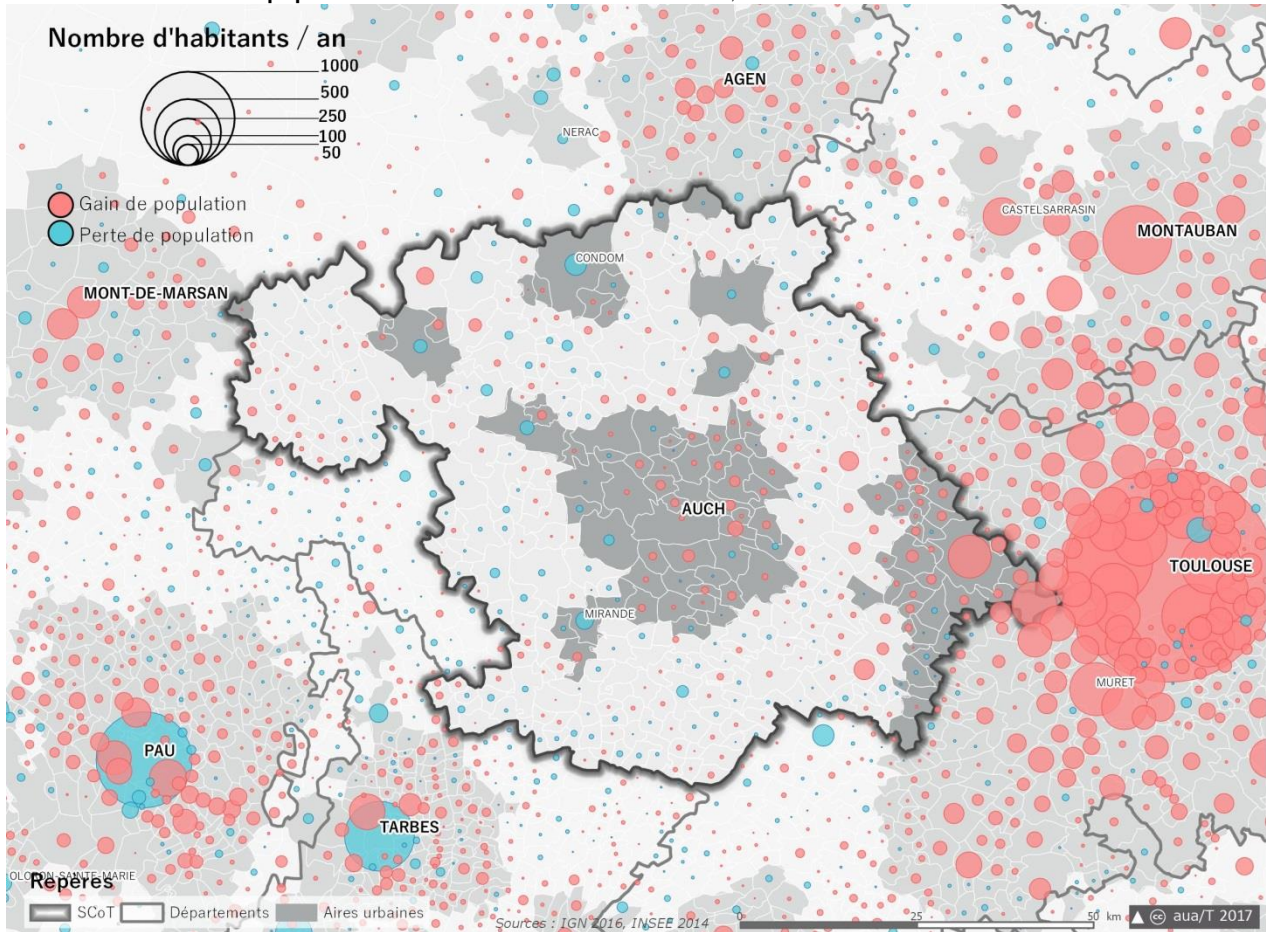 Nombre d'habitants / an
1000
500
250
100
50
Gain de population
Perte de population
AGEN
NERAC
CASTELSARRASIN
MONTAUBAN
CONDOM
MONT-DE-MARSAN
AUCH
TOULOUSE
MIRANDE
MURET
PAU
TARBES
OLORON-SAINTE-MARIE
Repères
SCoT
Départements
Aires urbaines
Sources : IGN 2016, INSEE 2014
0
25
50 km
cc aua/T 2017